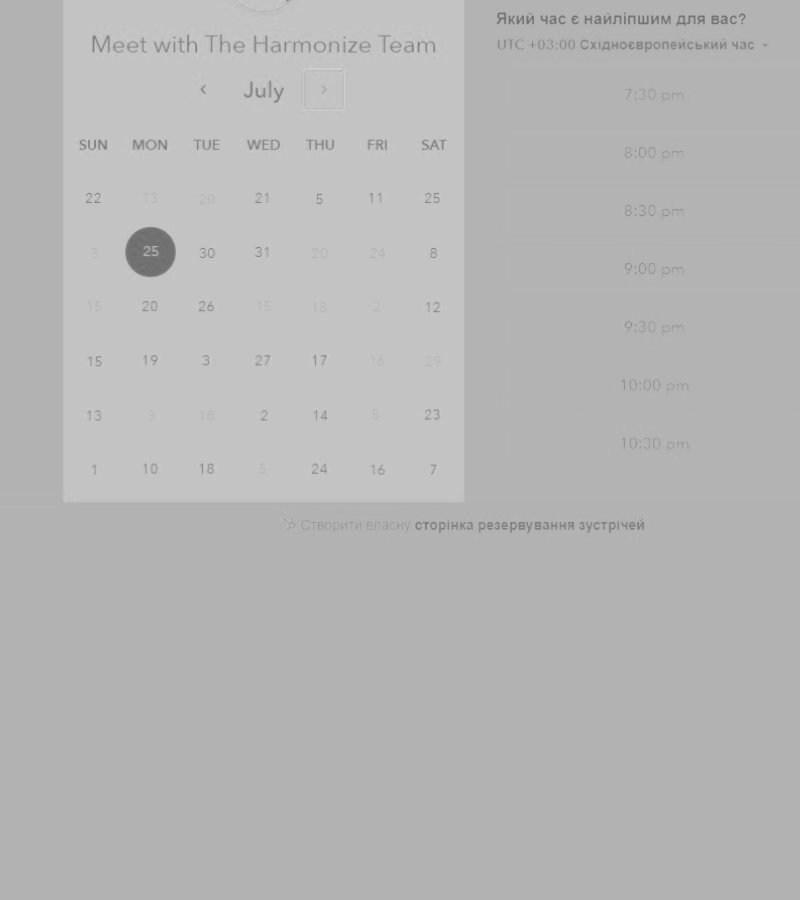 Meet with The Harmonize Team
July
SUN MON TUE WED THU FRI SAT
22 13 20 21 5 11 25
3 25 30 31 20 24 8
15 20 26 15 18 2 12
15 19 3 27 17 16 29
13 3 18 2 14 5 23
1 10 18 5 24 16 7
Який час є найліпшим для вас?
UTC +03:00 Східноєвропейський час
7:30 pm
8:00 pm
8:30 pm
9:00 pm
9:30 pm
10:00 pm
10:30 pm
Створити власну сторінка резервування зустрічей